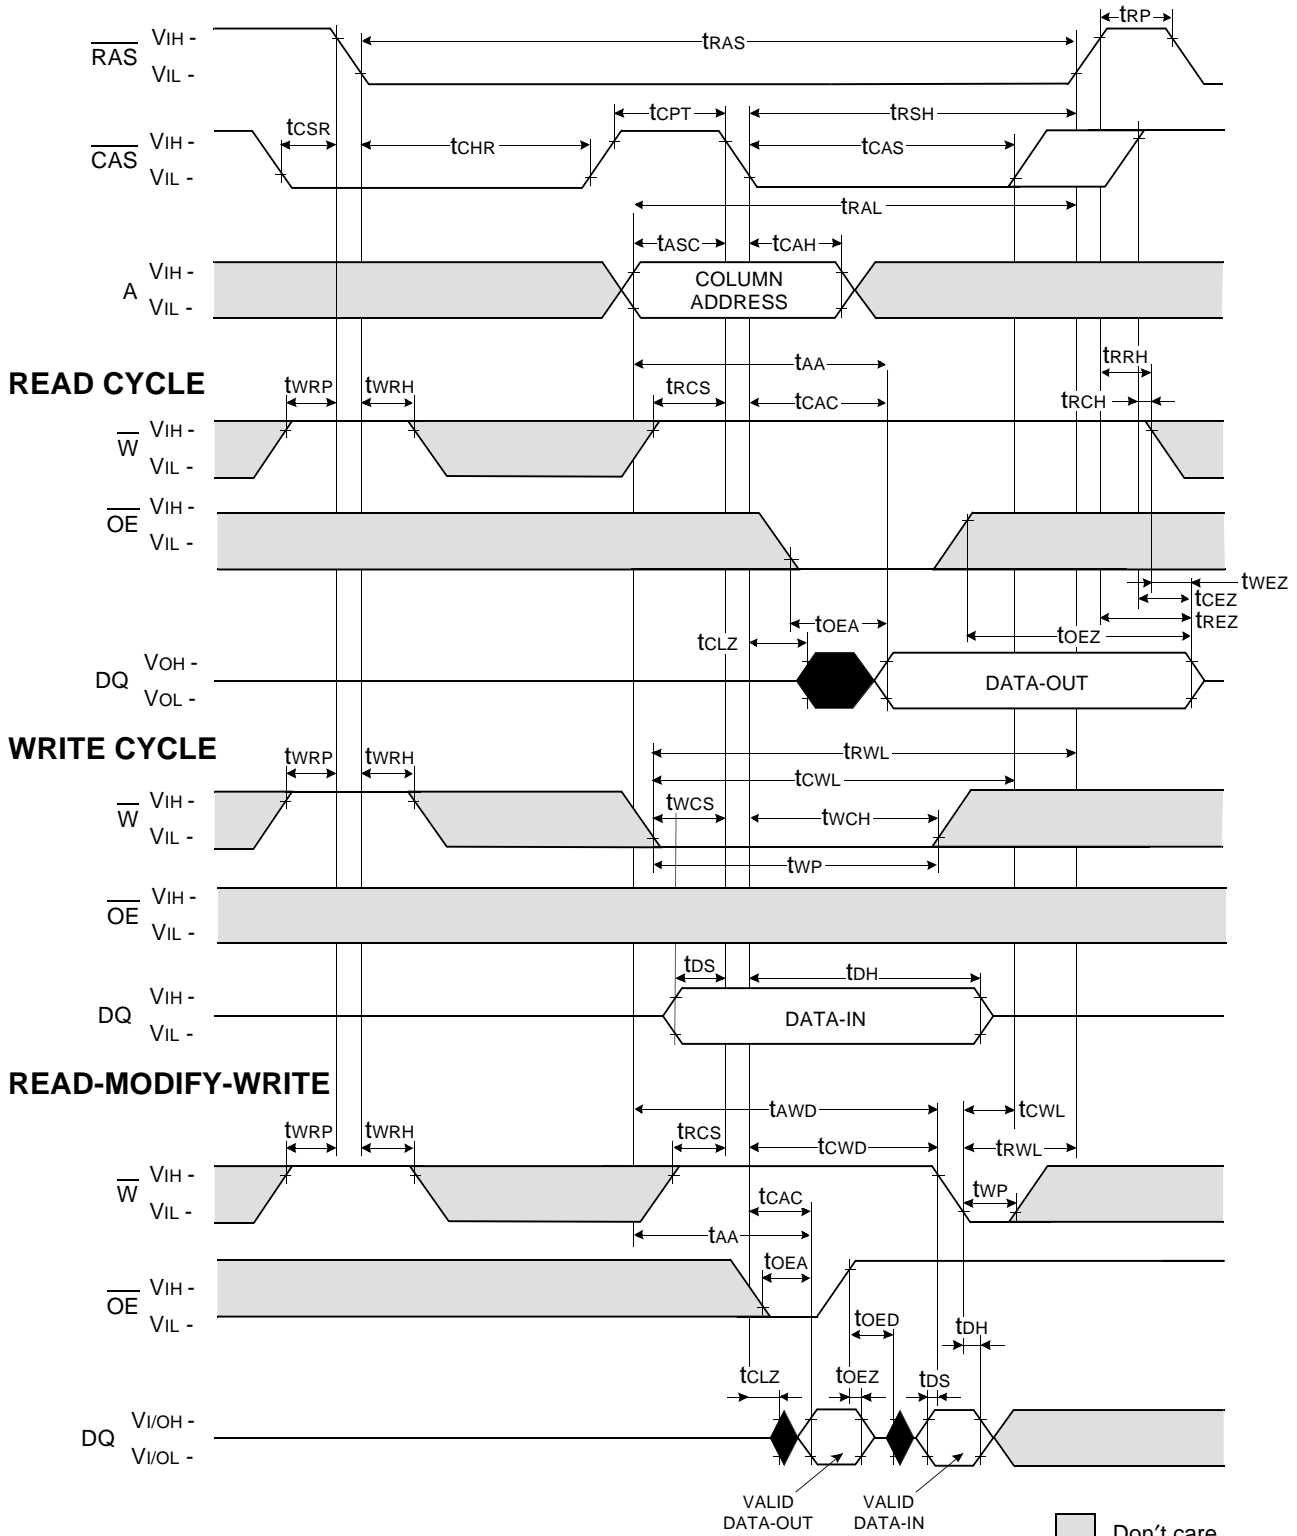 tRP
RAS VIH -
tRAS
VIL -
tCPT
tRSH
tCSR
CAS VIH -
tCHR
tCAS
VIL -
tRAL
tASC
tCAH
A VIH -
COLUMN
ADDRESS
VIL -
tAA
tRRH
READ CYCLE
tWRP
tWRH
tRCS
tCAC
tRCH
W VIH -
VIL -
OE VIH -
VIL -
tWEZ
tCEZ
tREZ
tOEA
tOEZ
tCLZ
DQ VOH -
DATA-OUT
VOL -
WRITE CYCLE
tWRP
tWRH
tRWL
tCWL
tWCS
W VIH -
tWCH
VIL -
tWP
OE VIH -
VIL -
tDS
tDH
DQ VIH -
DATA-IN
VIL -
READ-MODIFY-WRITE
tAWD
tCWL
tWRP
tWRH
tRCS
tCWD
tRWL
W VIH -
tWP
tCAC
VIL -
tAA
tOEA
OE VIH -
VIL -
tOED
tDH
tCLZ
tOEZ
tDS
DQ VI/OH -
VI/OL -
VALID
DATA-OUT
VALID
DATA-IN
Don't care